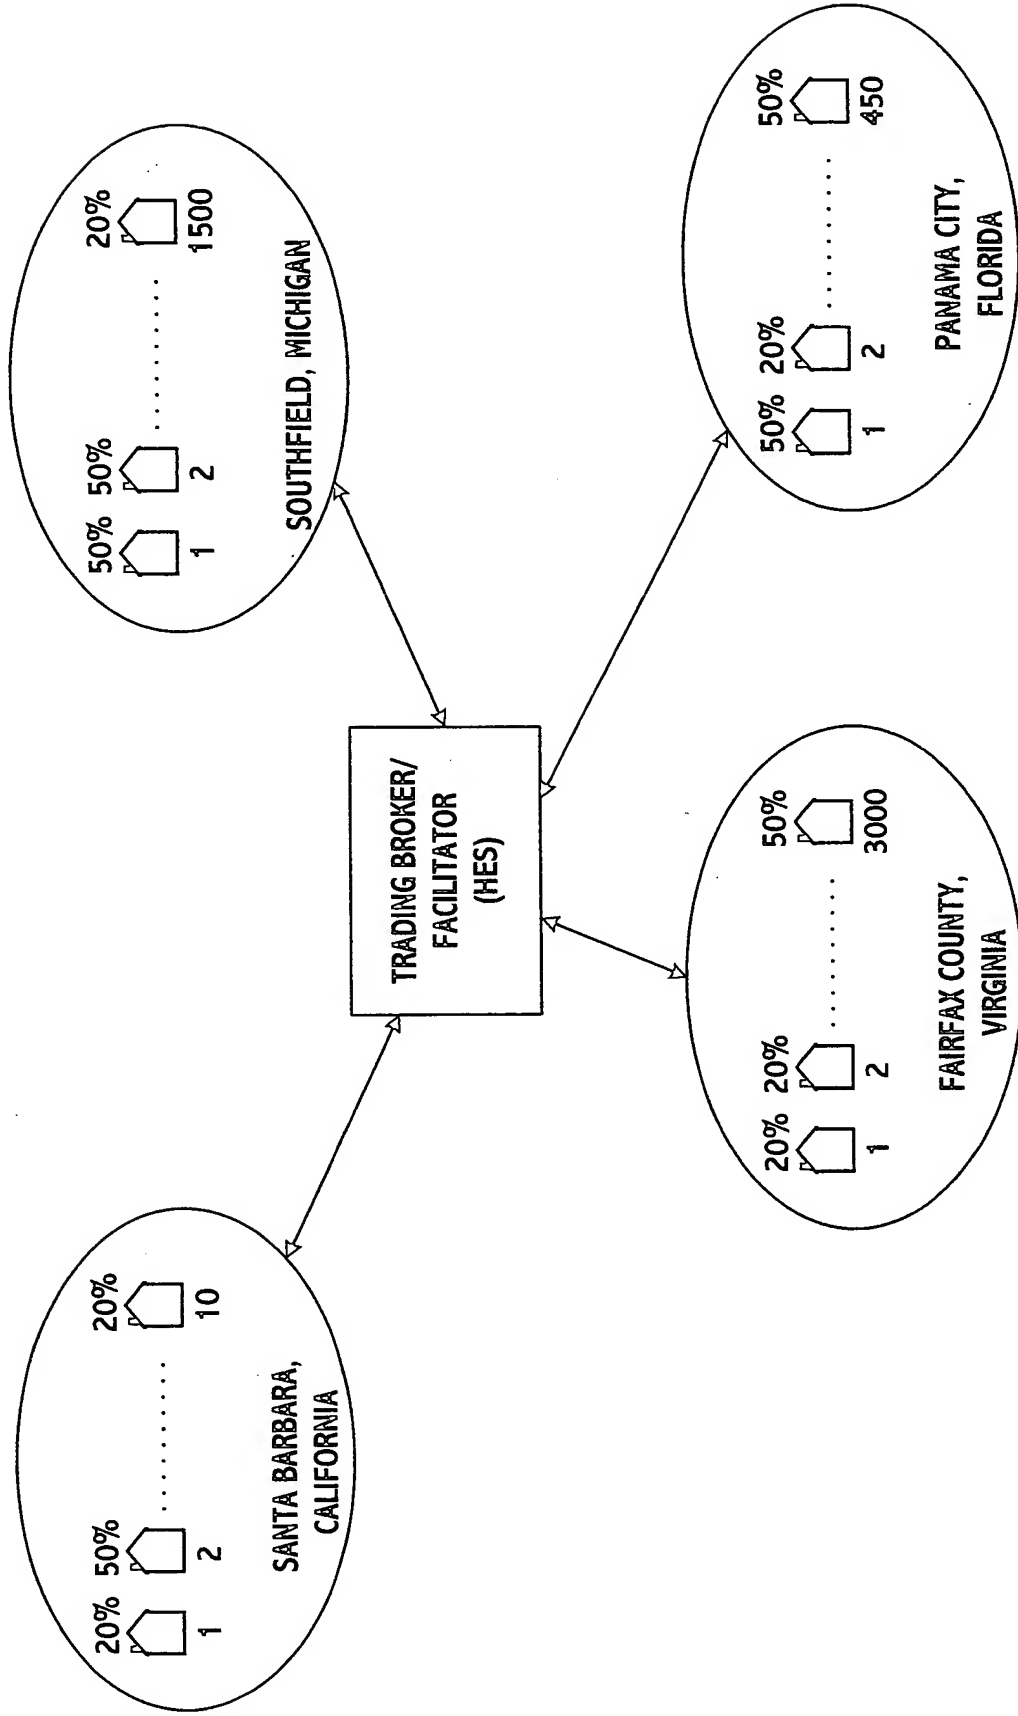 20% 50% 20%
1 2 10
SANTA BARBARA,
CALIFORNIA
50% 50% 20%
1 2 1500
SOUTHFIELD, MICHIGAN
TRADING BROKER/
FACILITATOR
(HES)
20% 20% 50%
1 2 3000
FAIRFAX COUNTY,
VIRGINIA
50% 20% 50%
1 2 450
PANAMA CITY,
FLORIDA